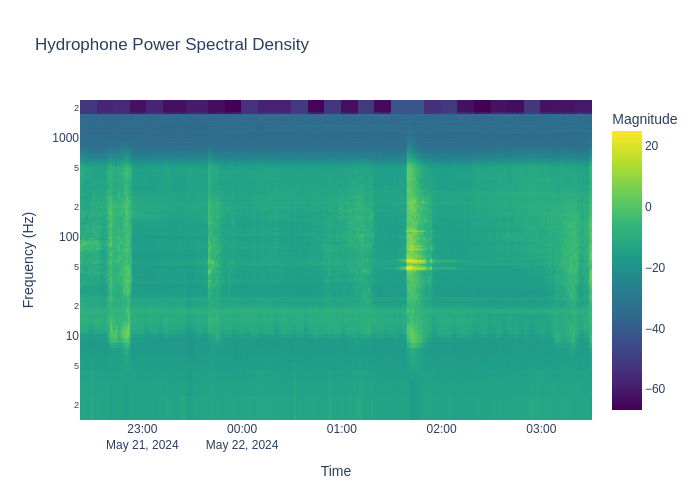 Hydrophone Power Spectral Density
Magnitude
2
1000
5
2
100
5
2
10
5
2
Frequency (Hz)
20
0
−20
−40
−60
23:00 00:00 01:00 02:00 03:00
May 21, 2024 May 22, 2024
Time